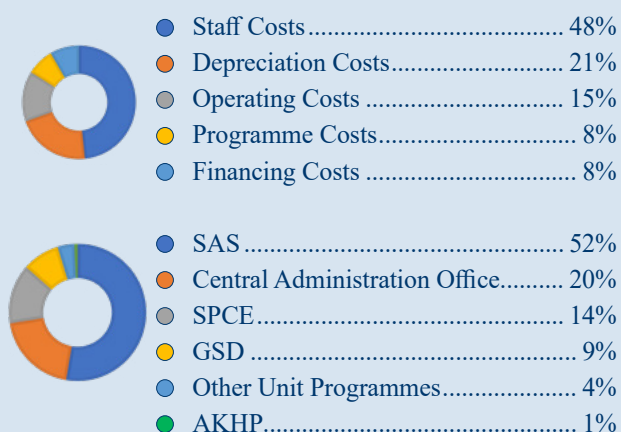 Staff Costs.................................... 48%
Depreciation Costs........................ 21%
Operating Costs ............................ 15%
Programme Costs............................ 8%
Financing Costs .............................. 8%
SAS .............................................. 52%
Central Administration Office......... 20%
SPCE............................................ 14%
GSD ............................................... 9%
Other Unit Programmes................... 4%
AKHP............................................. 1%